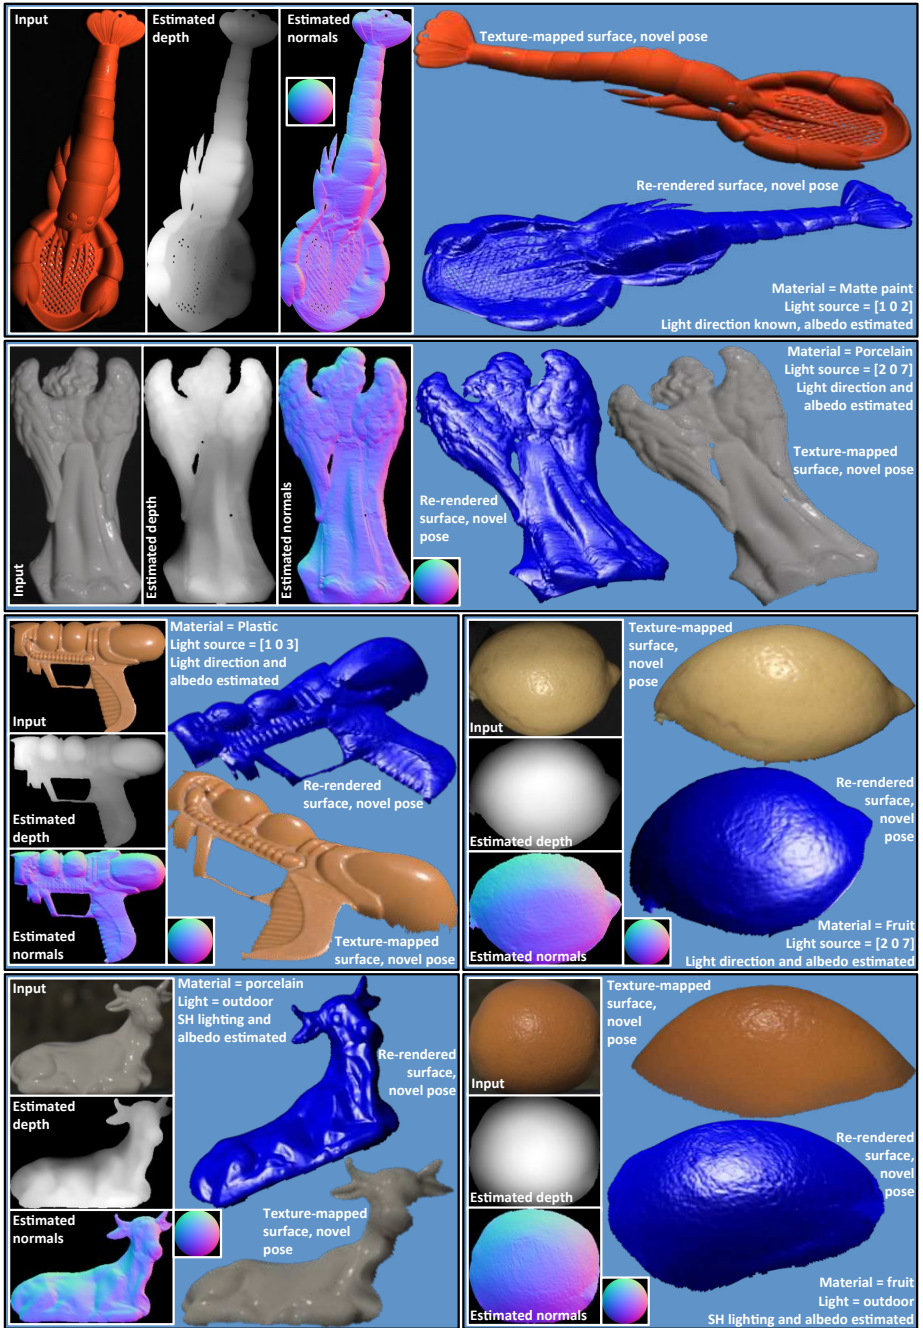 Input
Estimated
depth
Estimated
normals
Texture-mapped surface, novel pose
Re-rendered surface, novel pose
Material = Matte paint
Light source = [1 0 2]
Light direction known, albedo estimated
Input
Estimated depth
Estimated normals
Re-rendered
surface, novel
pose
Material = Porcelain
Light source = [2 0 7]
Light direction and
albedo estimated
Texture-mapped
surface, novel pose
Input
Estimated
depth
Estimated
normals
Material = Plastic
Light source = [1 0 3]
Light direction and
albedo estimated
Re-rendered
surface, novel pose
Texture-mapped
surface, novel pose
Input
Estimated depth
Estimated normals
Texture-mapped
surface,
novel
pose
Re-rendered
surface,
novel
pose
Material = Fruit
Light source = [2 0 7]
Light direction and albedo estimated
Input
Estimated
depth
Estimated
normals
Material = porcelain
Light = outdoor
SH lighting and
albedo estimated
Re-rendered
surface,
novel pose
Texture-mapped
surface, novel
pose
Input
Estimated depth
Estimated normals
Texture-mapped
surface,
novel
pose
Re-rendered
surface,
novel
pose
Material = fruit
Light = outdoor
SH lighting and albedo estimated